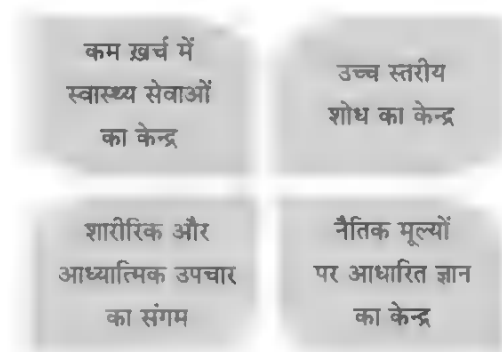 कम ख़र्च में
स्वास्थ्य सेवाओं
का केन्द्र
उच्च स्तरीय
शोध का केन्द्र
शारीरिक और
आध्यात्मिक उपचार
का संगम
नैतिक मूल्यों
पर आधारित ज्ञान
का केन्द्र